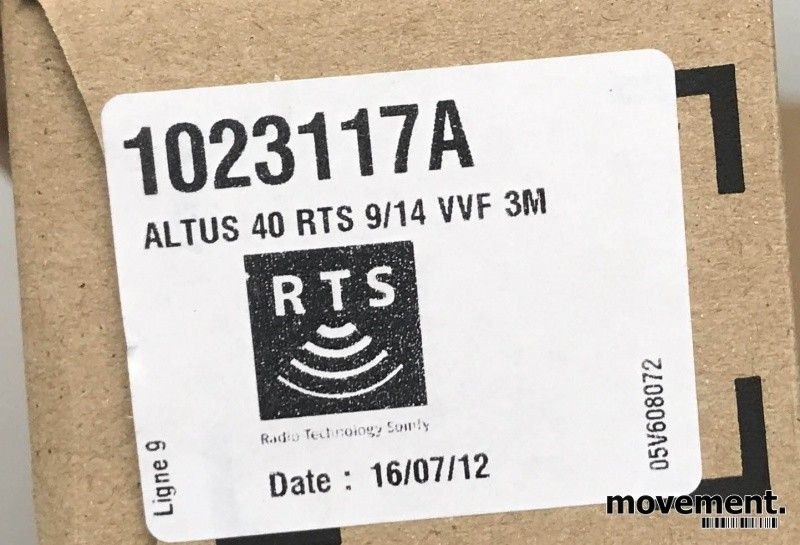 1023117A
ALTUS 40 RTS 9/14 VVF 3M
RTS
Radio Technology Somfy
Date : 16/07/12
Ligne 9
05V608072
movement.